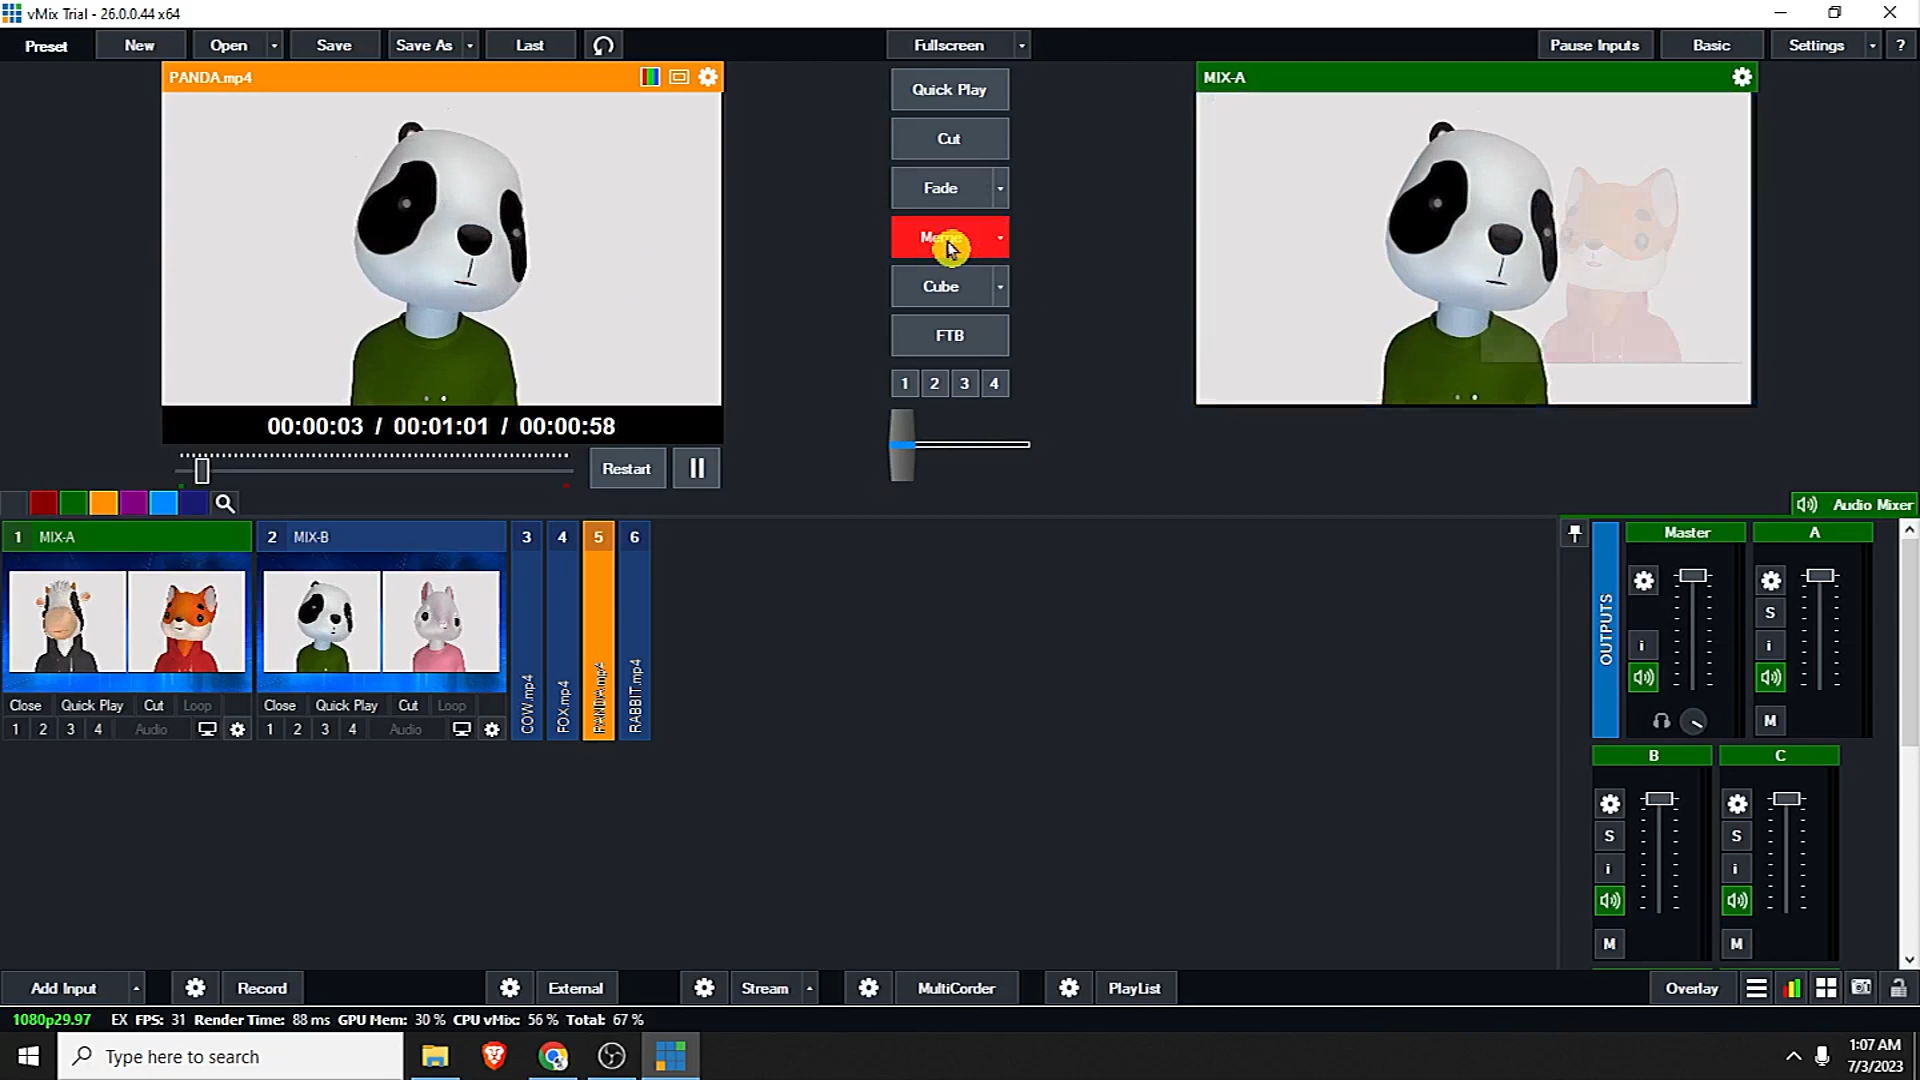 vMix Trial - 26.0.0.44 x64
Preset New Open Save Save As Last Fullscreen Pause Inputs Basic Settings ?
PANDA.mp4
MIX-A
Quick Play
Cut
Fade
Cube
FTB
1 2 3 4
00:00:03 / 00:01:01 / 00:00:58
Restart
Audio Mixer
1 MIX-A
2 MIX-B
3 4 5 6
COW.mp4
FOX.mp4
PANDA.mp4
RABBIT.mp4
Close Quick Play Cut Loop
1 2 3 4 Audio
Close Quick Play Cut Loop
1 2 3 4 Audio
OUTPUTS
Master
i
A
S
i
M
B
S
i
M
C
S
i
M
Add Input Record External Stream MultiCorder PlayList Overlay
1080p29.97 EX FPS: 31 Render Time: 88 ms GPU Mem: 30 % CPU vMix: 56 % Total: 67 %
Type here to search
1:07 AM
7/3/2023